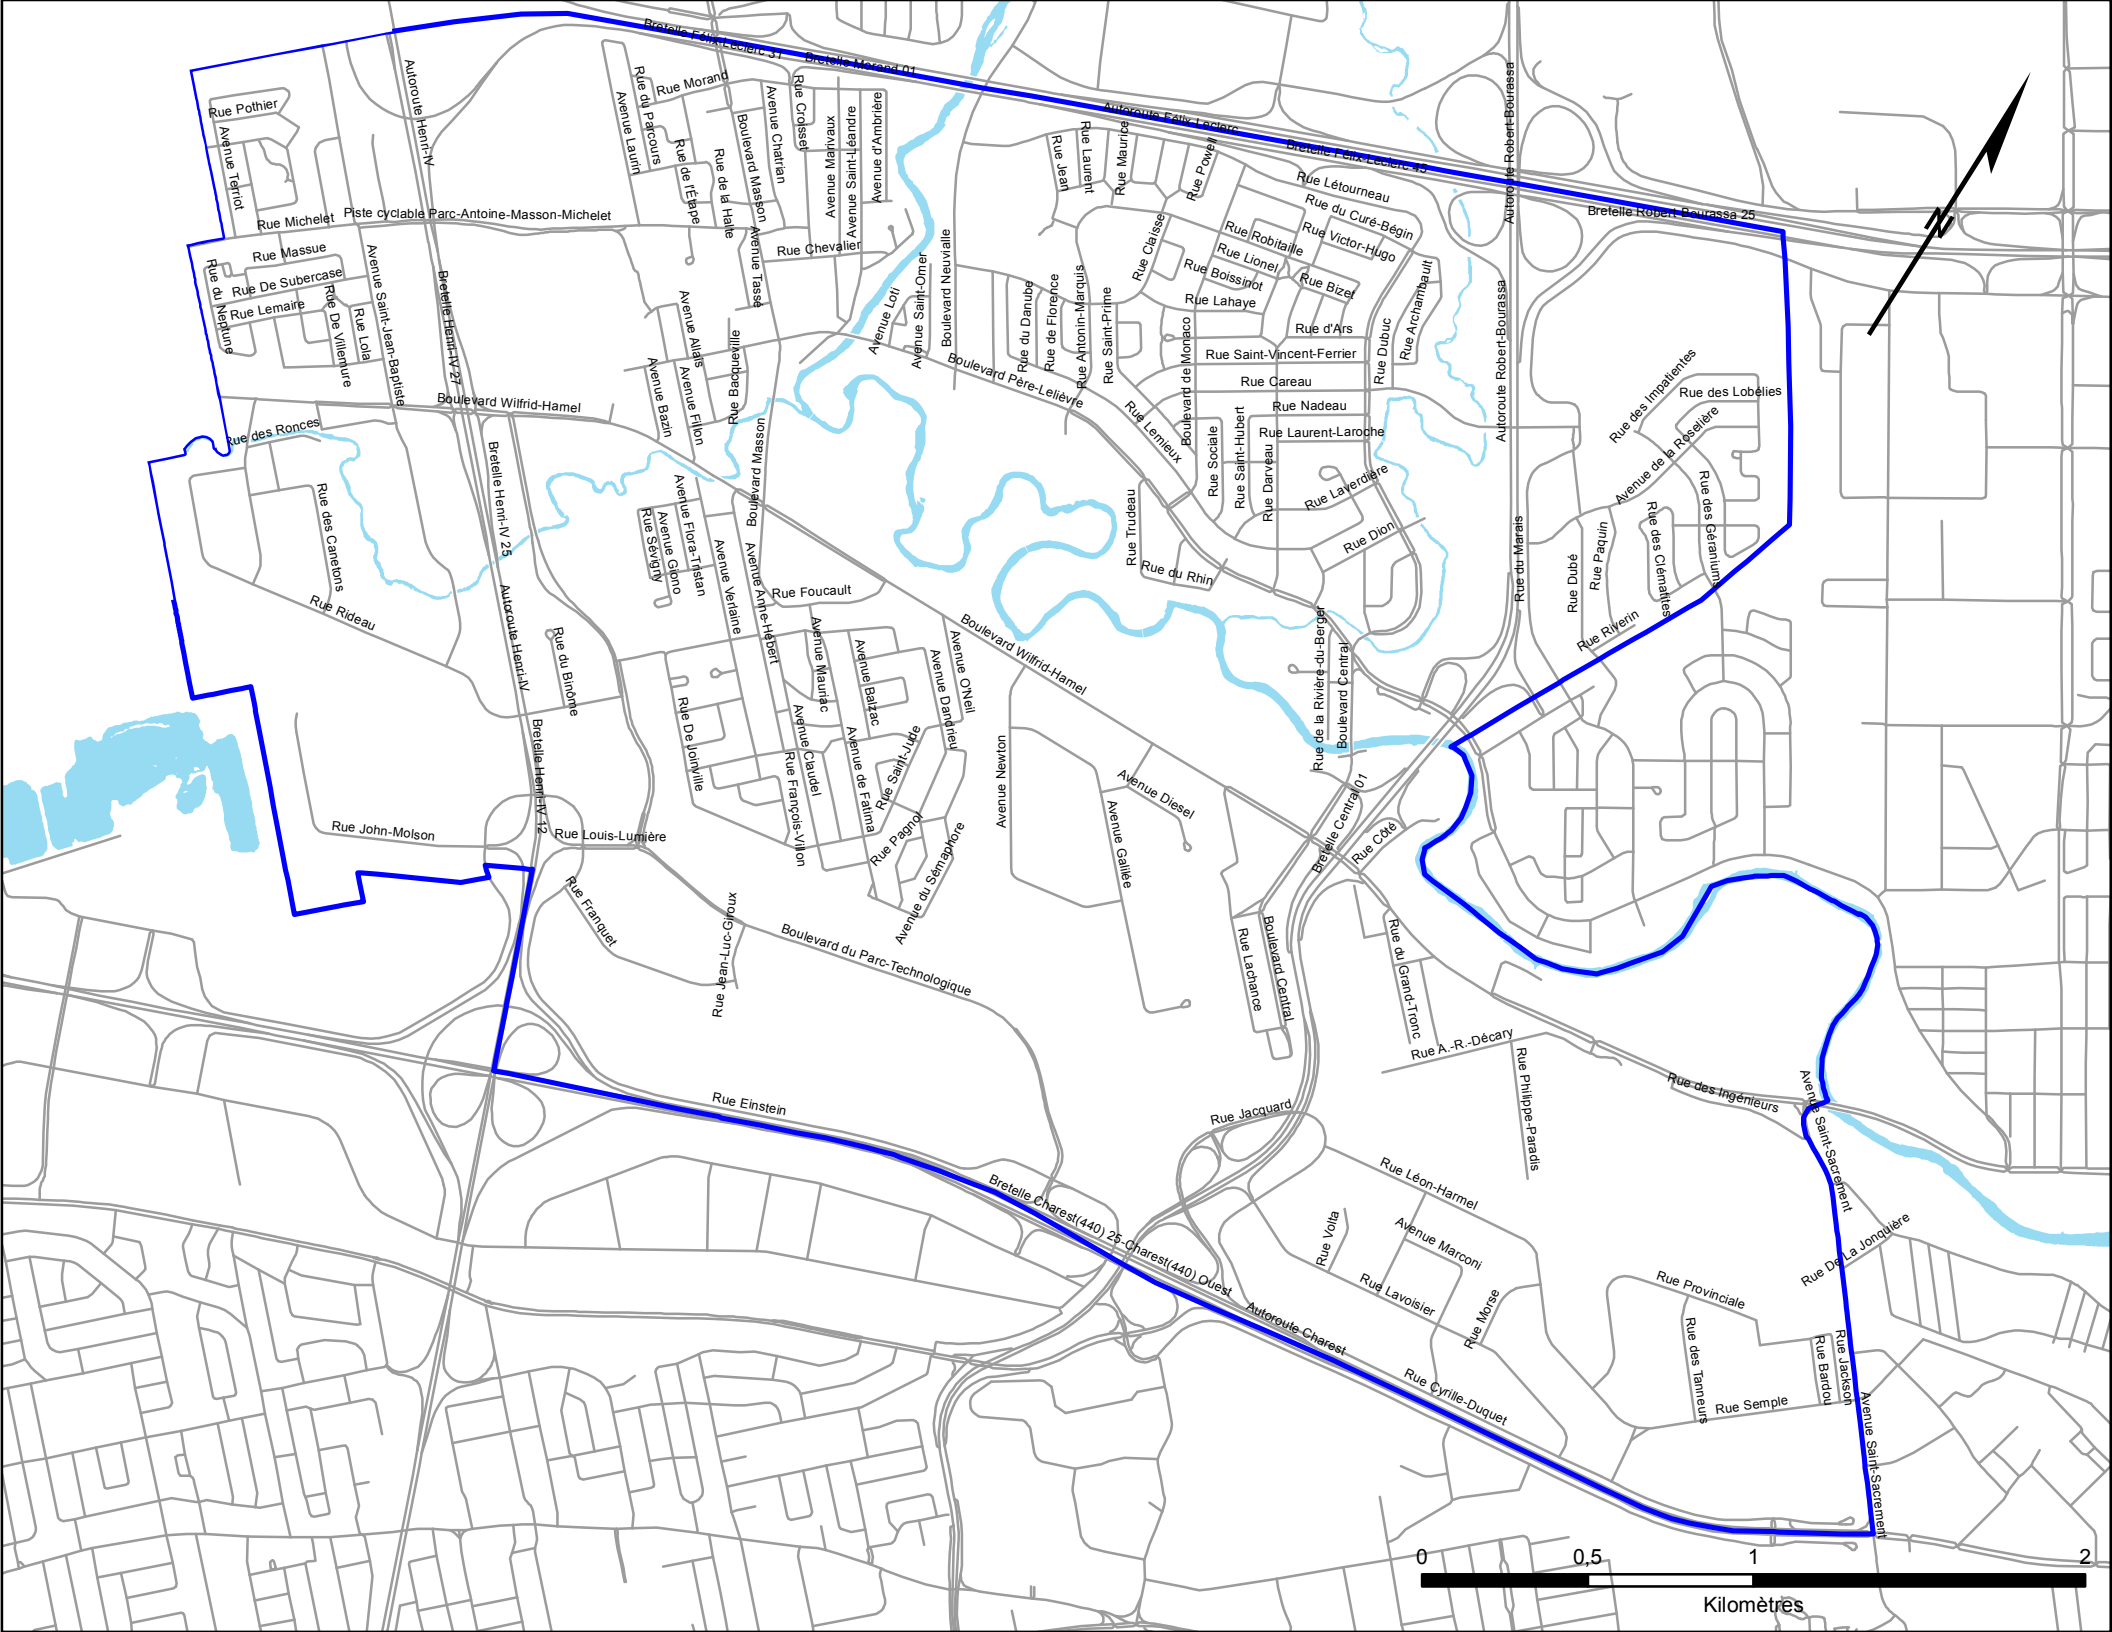 Bretelle Félix-Leclerc 31
Bretelle Morand 01
Autoroute Félix-Leclerc
Bretelle Félix-Leclerc 45
Bretelle Robert-Bourassa 25
Autoroute Robert-Bourassa
N
Autoroute Henri-IV
Rue Pothier
Avenue Terriot
Rue Michelet
Piste cyclable Parc-Antoine-Masson-Michelet
Rue Massue
Rue De Subercase
Rue Lemaire
Rue du Neptune
Rue De Villemure
Rue Lola
Avenue Saint-Jean-Baptiste
Bretelle Henri-IV 27
Rue Morand
Rue du Parcours
Avenue Laurin
Rue de l'Étape
Rue de la Halte
Boulevard Masson
Avenue Chatrian
Rue Croisset
Avenue Marivaux
Avenue Saint-Léandre
Avenue d'Ambrière
Avenue Tassé
Rue Chevalier
Avenue Loti
Avenue Saint-Omer
Boulevard Neuvialle
Rue Jean
Rue Laurent
Rue Maurice
Rue Powell
Rue Létourneau
Rue du Curé-Bégin
Rue Victor-Hugo
Rue Robitaille
Rue Lionel
Rue Boissinot
Rue Bizet
Rue Claisse
Rue Lahaye
Rue d'Ars
Rue Saint-Vincent-Ferrier
Rue Careau
Rue Nadeau
Rue Laurent-Laroche
Rue Dubuc
Rue Archambault
Autoroute Robert-Bourassa
Rue du Danube
Rue de Florence
Rue Antonin-Marquis
Rue Saint-Prime
Boulevard Père-Lelièvre
Boulevard de Monaco
Rue Lemieux
Rue Sociale
Rue Saint-Hubert
Rue Darveau
Rue Laverdière
Rue Dion
Rue Trudeau
Rue du Rhin
Rue des Impatientes
Rue des Lobélies
Avenue de la Roselière
Rue des Géraniums
Rue des Clématites
Rue Paquin
Rue Dubé
Rue du Marais
Rue Riverin
Boulevard Wilfrid-Hamel
Rue des Ronces
Rue des Canetons
Rue Rideau
Bretelle Henri-IV 25
Autoroute Henri-IV
Avenue Allais
Avenue Bazin
Avenue Fillon
Rue Bacqueville
Boulevard Masson
Avenue Flora-Tristan
Avenue Giono
Rue Sévigny
Avenue Verlaine
Avenue Anne-Hébert
Rue Foucault
Rue du Binôme
Avenue Mauriac
Avenue Balzac
Avenue Dandrieu
Avenue O'Neil
Boulevard Wilfrid-Hamel
Rue De Joinville
Avenue Claudel
Rue François-Villon
Avenue de Fatima
Rue Saint-Jude
Rue Pagnol
Avenue du Sémaphore
Avenue Newton
Avenue Diesel
Avenue Galilée
Rue de la Rivière-du-Berger
Boulevard Central
Bretelle Central 01
Rue Côté
Bretelle Henri-IV 12
Rue John-Molson
Rue Louis-Lumière
Rue Franquet
Rue Jean-Luc-Giroux
Boulevard du Parc-Technologique
Rue Lachance
Boulevard Central
Rue du Grand-Tronc
Rue A.-R.-Décary
Rue Philippe-Paradis
Rue des Ingénieurs
Avenue Saint-Sacrement
Rue Einstein
Rue Jacquard
Bretelle Charest(440) 25-Charest(440) Ouest
Autoroute Charest
Rue Cyrille-Duquet
Rue Léon-Harmel
Avenue Marconi
Rue Volta
Rue Lavoisier
Rue Morse
Rue De La Jonquière
Rue Provinciale
Rue des Tanneurs
Rue Semple
Rue Bardou
Rue Jackson
Avenue Saint-Sacrement
0 0,5 1 2
Kilomètres